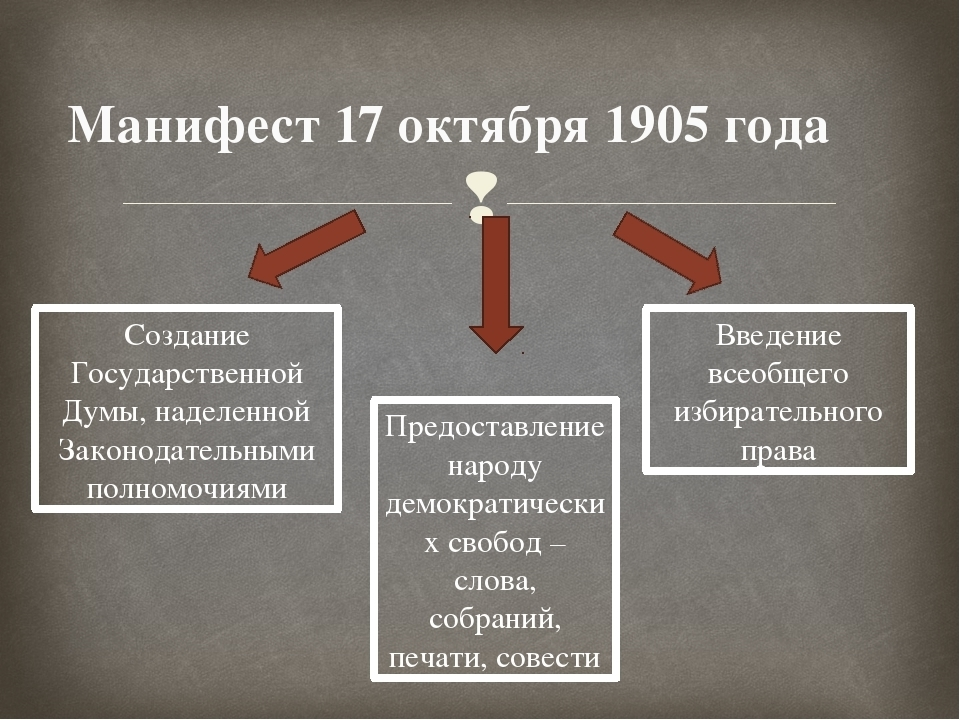 Манифест 17 октября 1905 года
Создание
Государственной
Думы, наделенной
Законодательными
полномочиями
Предоставление
народу
демократически
х свобод –
слова,
собраний,
печати, совести
Введение
всеобщего
избирательного
права